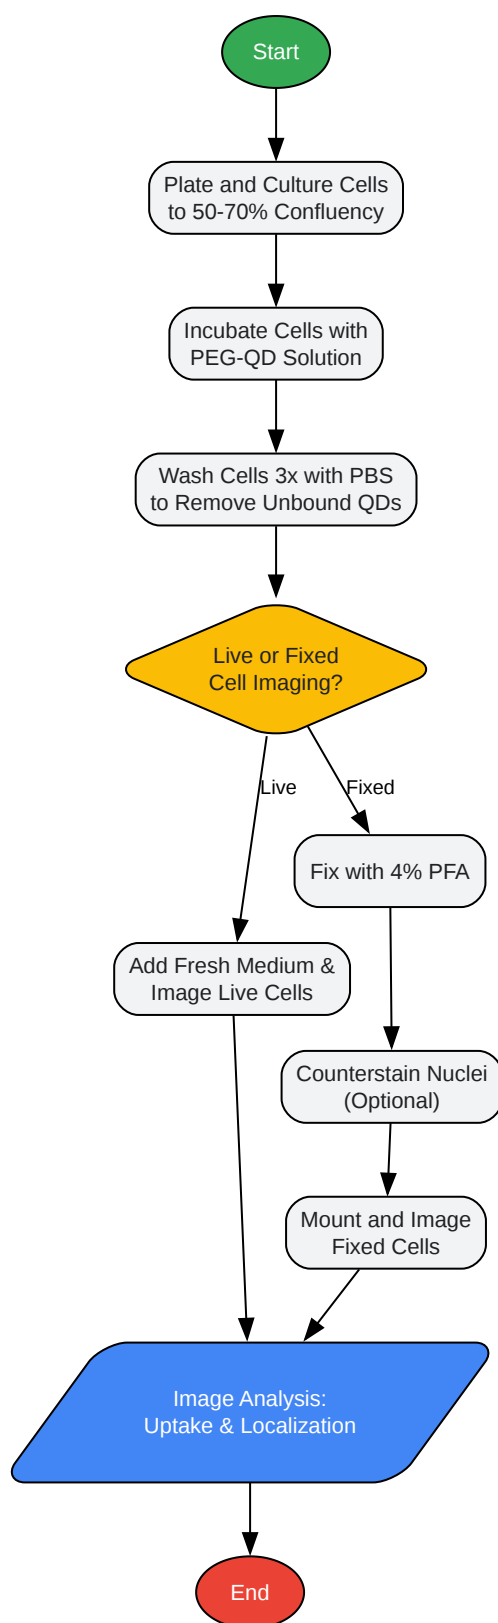 Start
Plate and Culture Cells
to 50-70% Confluency
Incubate Cells with
PEG-QD Solution
Wash Cells 3x with PBS
to Remove Unbound QDs
Live or Fixed
Cell Imaging?
Live
Fixed
Fix with 4% PFA
Add Fresh Medium &
Image Live Cells
Counterstain Nuclei
(Optional)
Mount and Image
Fixed Cells
Image Analysis:
Uptake & Localization
End